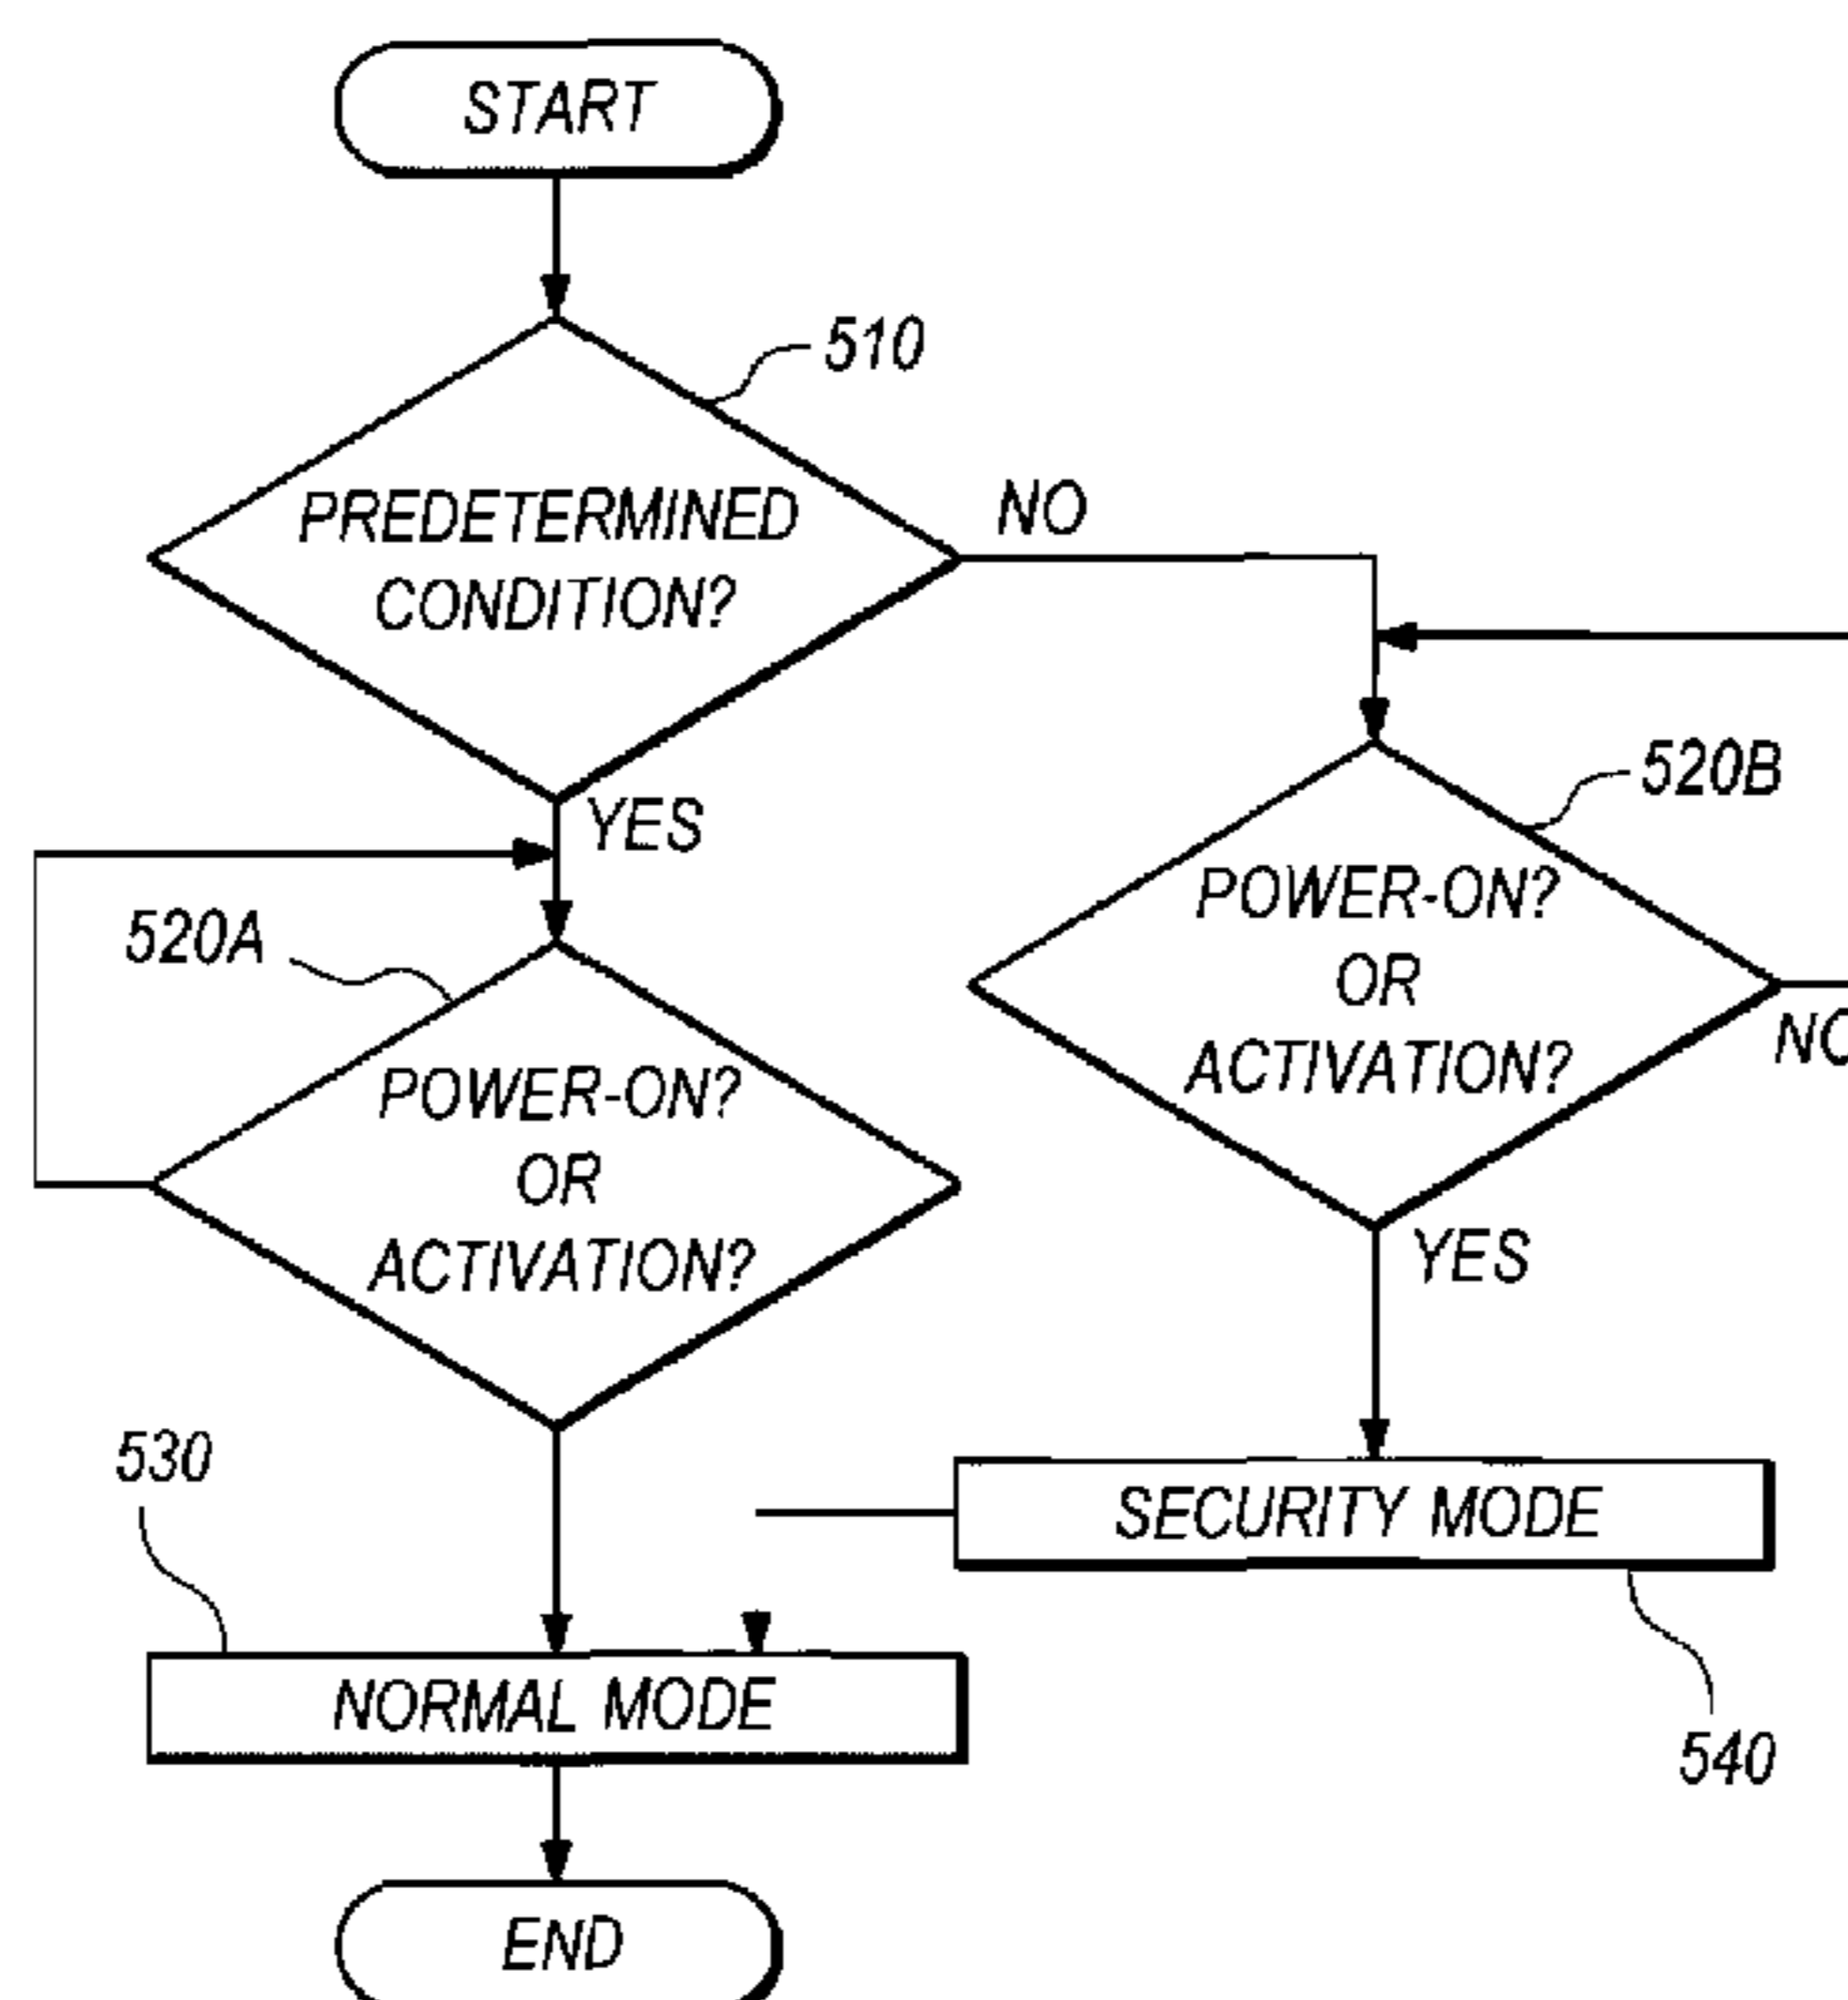 START
510
PREDETERMINED
CONDITION?
NO
YES
520B
POWER-ON?
OR
ACTIVATION?
NO
YES
520A
POWER-ON?
OR
ACTIVATION?
530
SECURITY MODE
540
NORMAL MODE
END